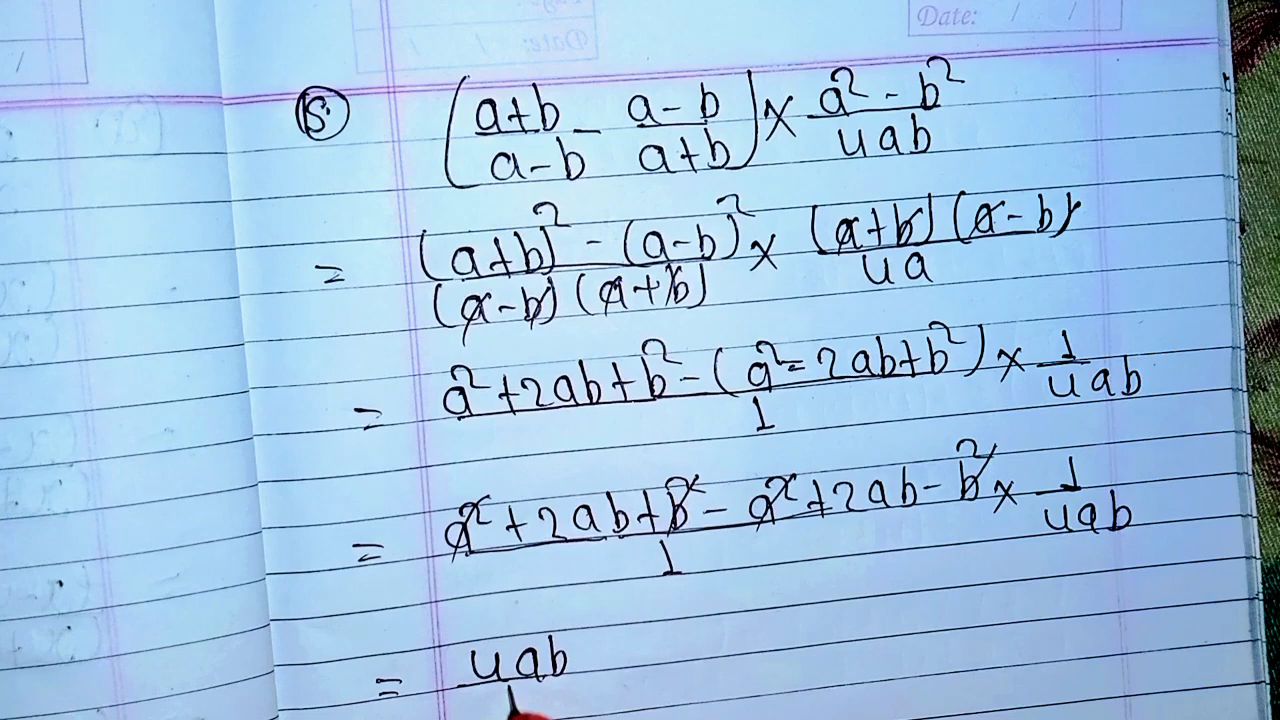 Date: / /
(5) (a+b/a-b - a-b/a+b) × a²-b²/4ab
= (a+b)²-(a-b)²/(a-b)(a+b) × (a+b)(a-b)/4a
= a²+2ab+b²-(a²-2ab+b²)/1 × 1/4ab
= a²+2ab+b²-a²+2ab-b²/1 × 1/4ab
= 4ab